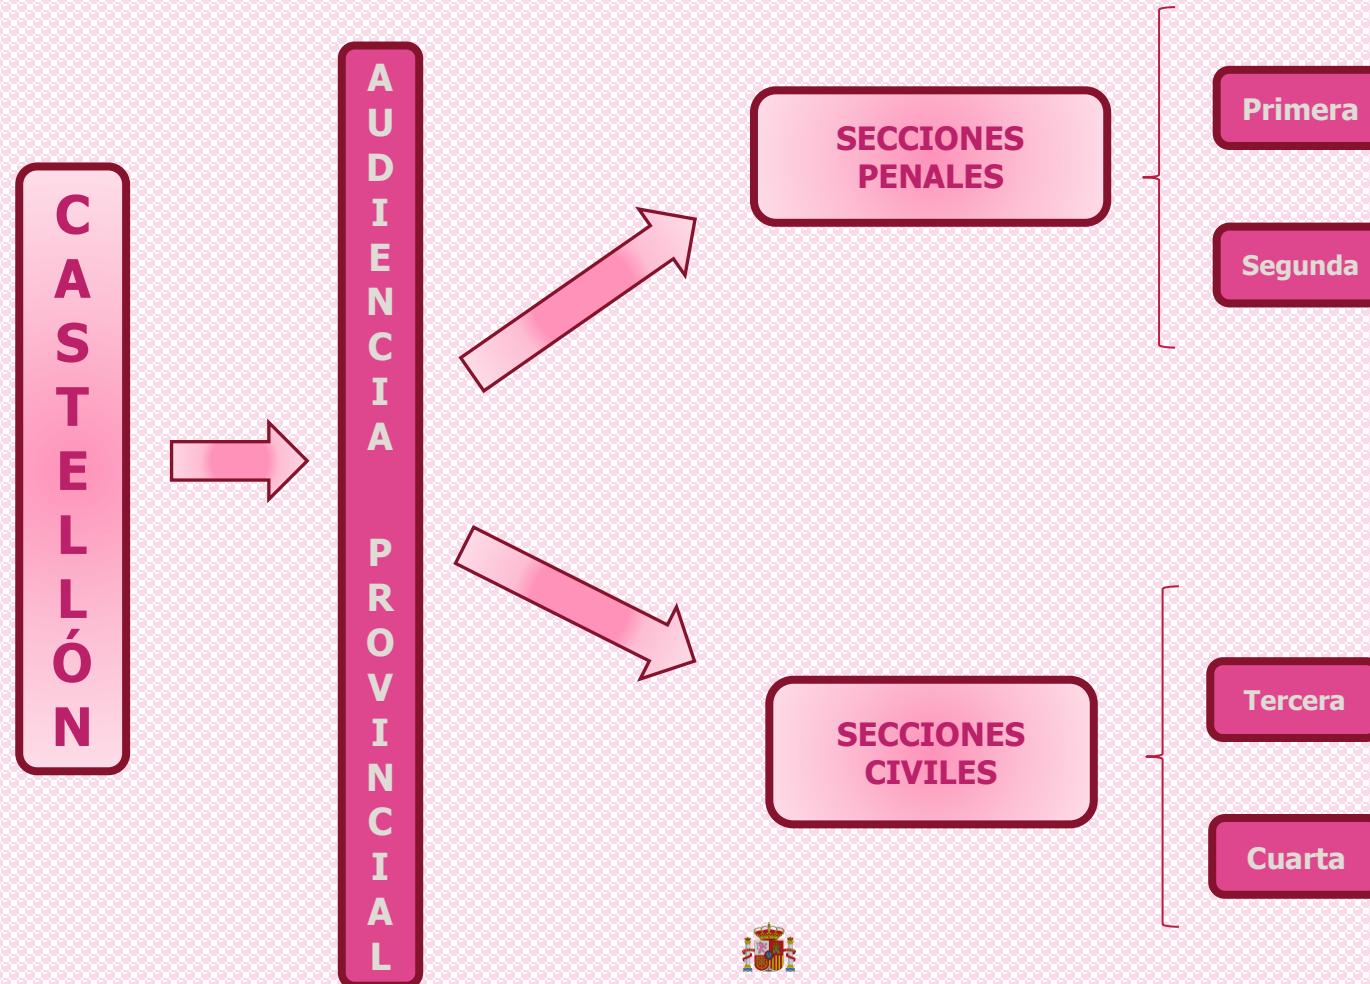 CASTELLÓN
AUDIENCIA PROVINCIAL
SECCIONES
PENALES
Primera
Segunda
SECCIONES
CIVILES
Tercera
Cuarta